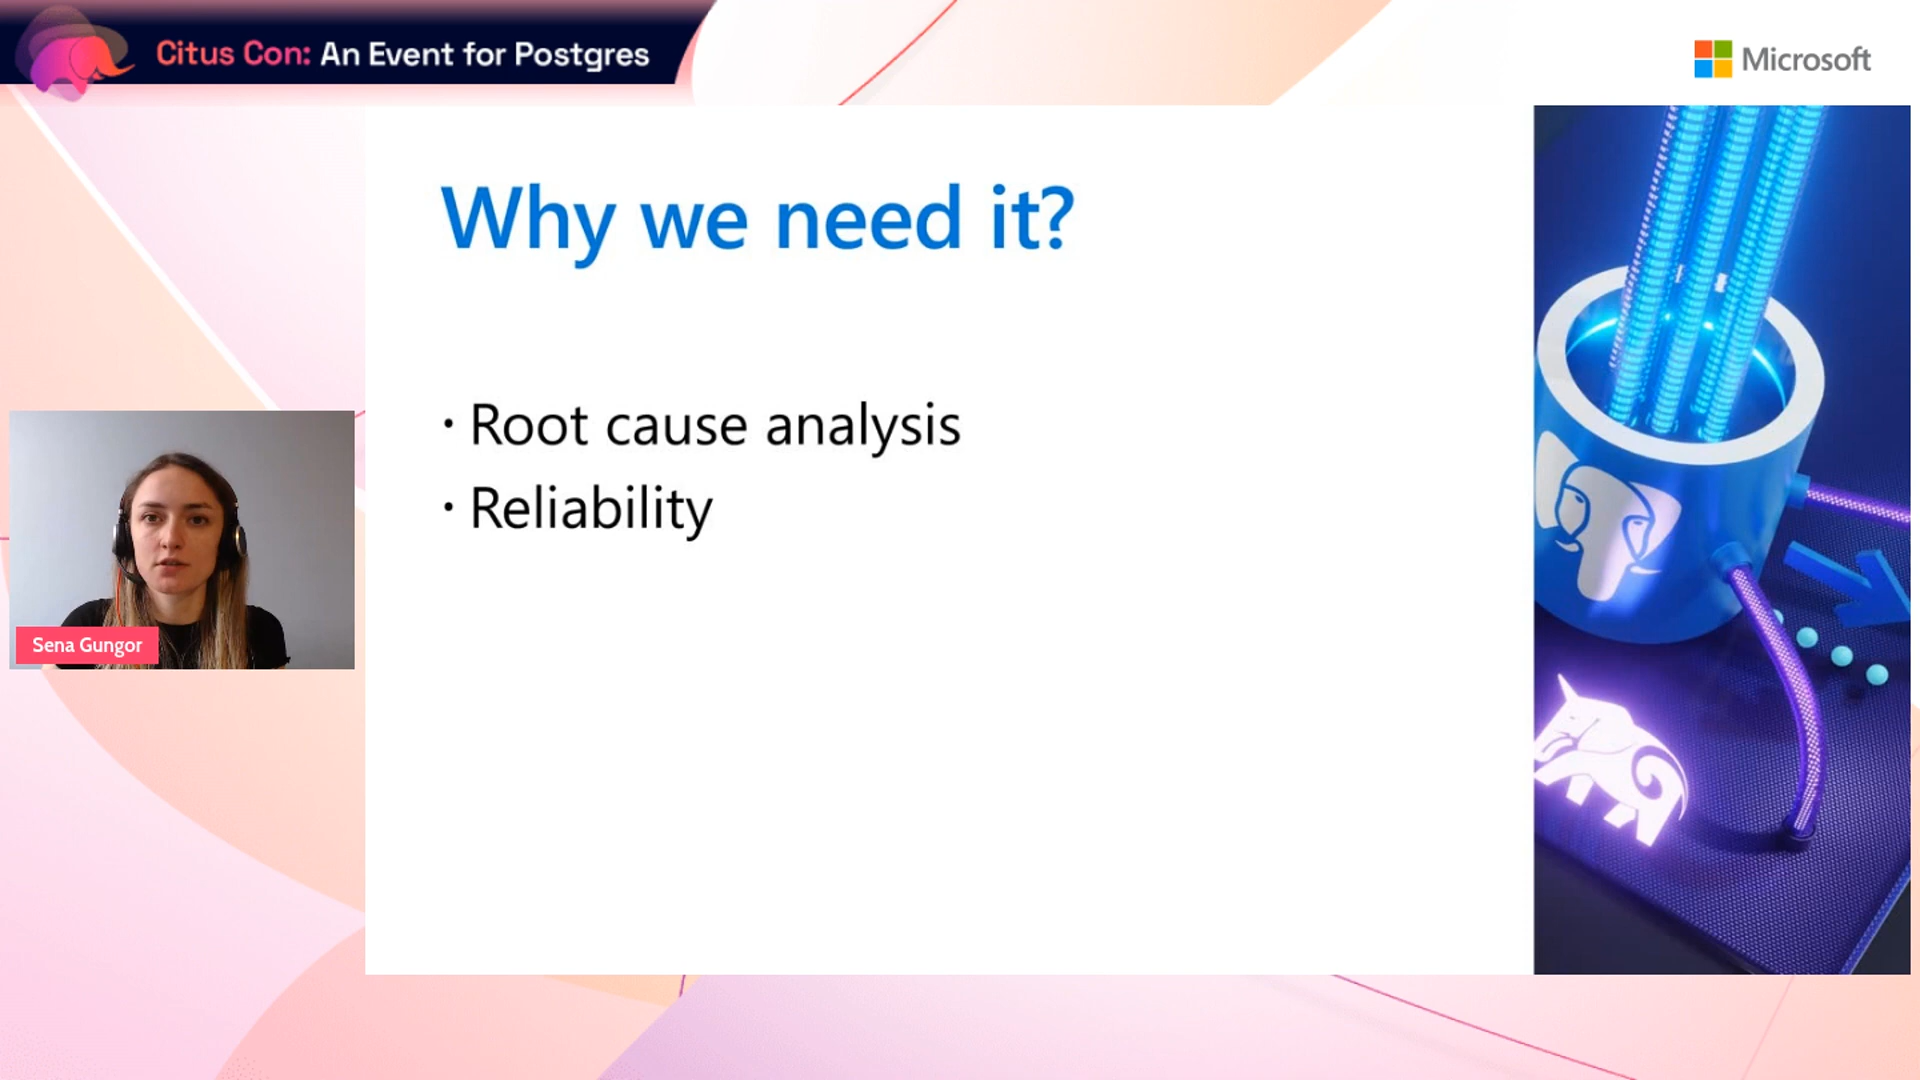 Citus Con: An Event for Postgres
Microsoft
Why we need it?
· Root cause analysis
· Reliability
Sena Gungor